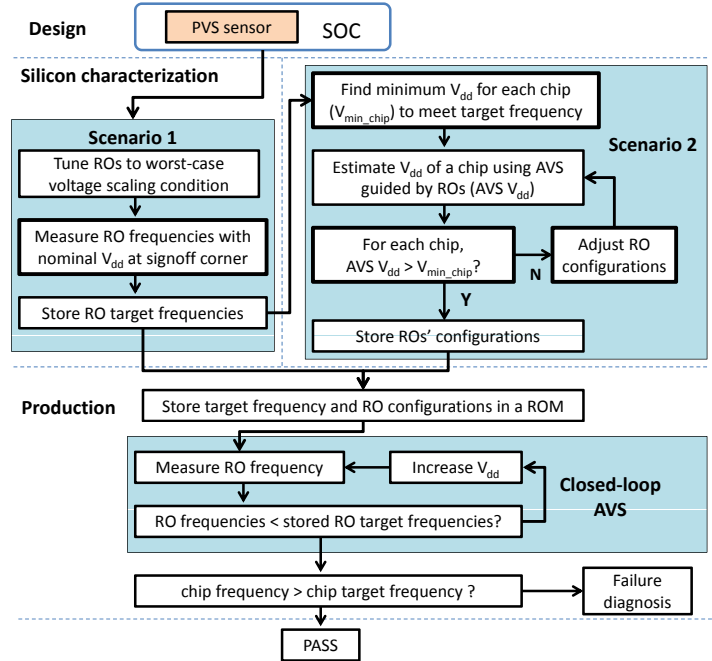 Design
PVS sensor
SOC
Silicon characterization
Scenario 1
Tune ROs to worst-case
voltage scaling condition
Measure RO frequencies with
nominal Vdd at signoff corner
Store RO target frequencies
Find minimum Vdd for each chip
(Vmin_chip) to meet target frequency
Scenario 2
Estimate Vdd of a chip using AVS
guided by ROs (AVS Vdd)
For each chip,
AVS Vdd > Vmin_chip?
N
Adjust RO
configurations
Y
Store ROs' configurations
Production
Store target frequency and RO configurations in a ROM
Measure RO frequency
Increase Vdd
Closed-loop
AVS
RO frequencies < stored RO target frequencies?
chip frequency > chip target frequency ?
Failure
diagnosis
PASS